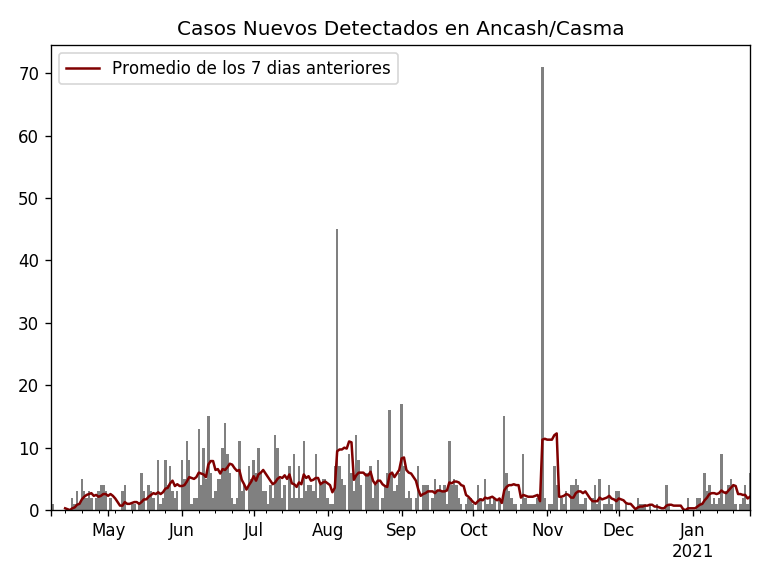 Casos Nuevos Detectados en Ancash/Casma
Promedio de los 7 dias anteriores
70
60
50
40
30
20
10
0
May
Jun
Jul
Aug
Sep
Oct
Nov
Dec
Jan
2021